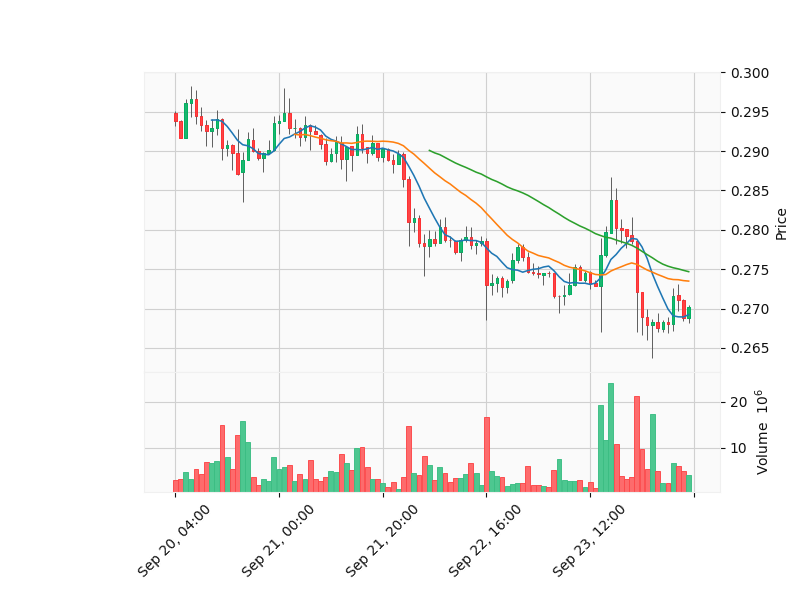 0.300
0.295
0.290
0.285
0.280
0.275
0.270
0.265
Price
20
10
Volume 10⁶
Sep 20, 04:00
Sep 21, 00:00
Sep 21, 20:00
Sep 22, 16:00
Sep 23, 12:00